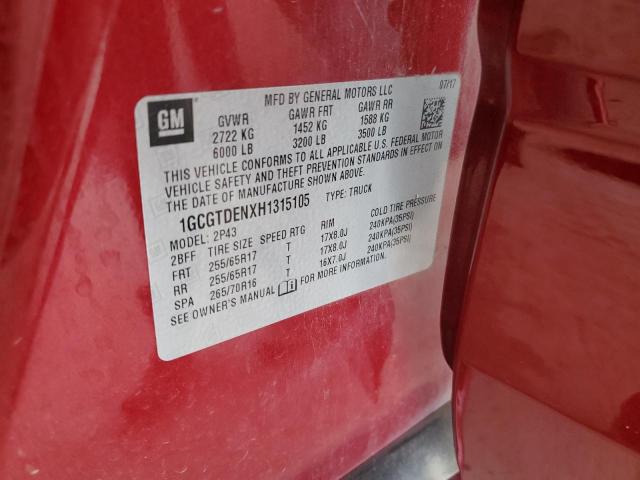 MFD BY GENERAL MOTORS LLC 07/17
GM
GVWR GAWR FRT GAWR RR
2722 KG 1452 KG 1588 KG
6000 LB 3200 LB 3500 LB
THIS VEHICLE CONFORMS TO ALL APPLICABLE U.S. FEDERAL MOTOR
VEHICLE SAFETY AND THEFT PREVENTION STANDARDS IN EFFECT ON
THE DATE OF MANUFACTURE SHOWN ABOVE.
1GCGTDENXH1315105 TYPE: TRUCK
MODEL: 2P43
2BFF TIRE SIZE SPEED RTG RIM COLD TIRE PRESSURE
FRT 255/65R17 T 17X8.0J 240KPA(35PSI)
RR 255/65R17 T 17X8.0J 240KPA(35PSI)
SPA 265/70R16 T 16X7.0J 240KPA(35PSI)
SEE OWNER'S MANUAL FOR MORE INFORMATION.